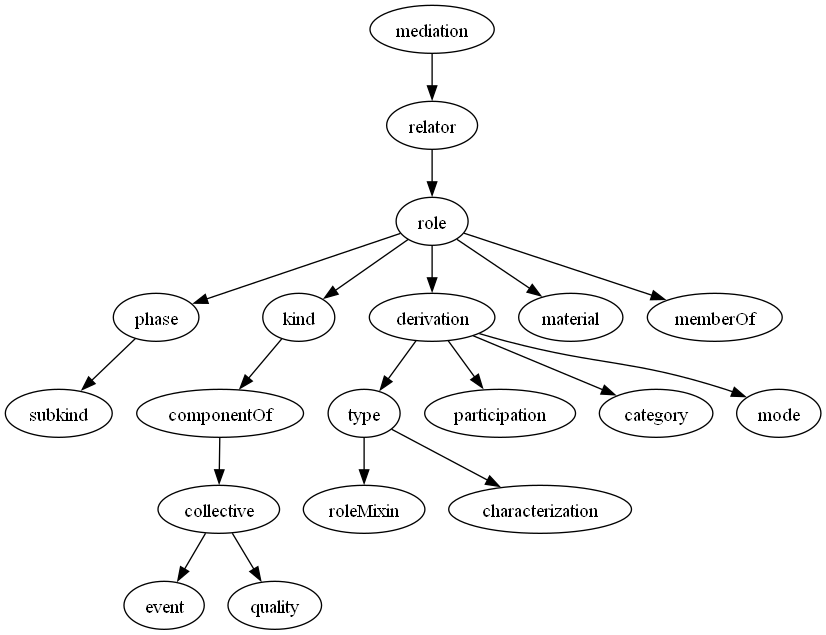 mediation
relator
role
phase
kind
derivation
material
memberOf
subkind
componentOf
type
participation
category
mode
collective
roleMixin
characterization
event
quality